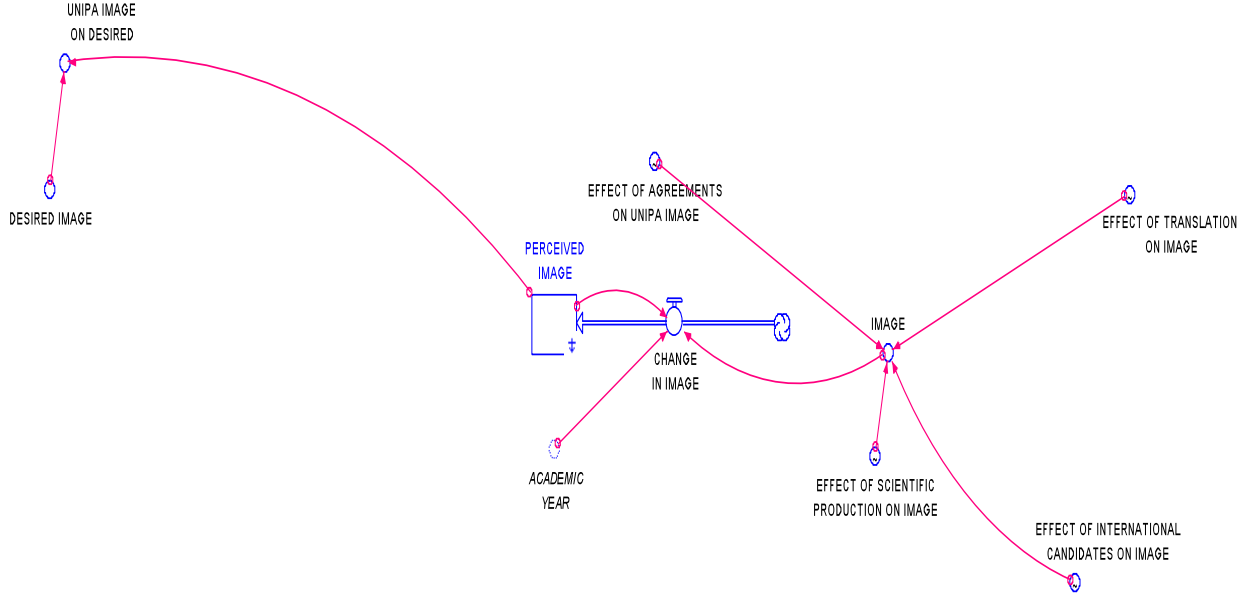 UNIPA IMAGE
ON DESIRED
DESIRED IMAGE
EFFECT OF AGREEMENTS
ON UNIPA IMAGE
EFFECT OF TRANSLATION
ON IMAGE
PERCEIVED
IMAGE
IMAGE
CHANGE
IN IMAGE
ACADEMIC
YEAR
EFFECT OF SCIENTIFIC
PRODUCTION ON IMAGE
EFFECT OF INTERNATIONAL
CANDIDATES ON IMAGE